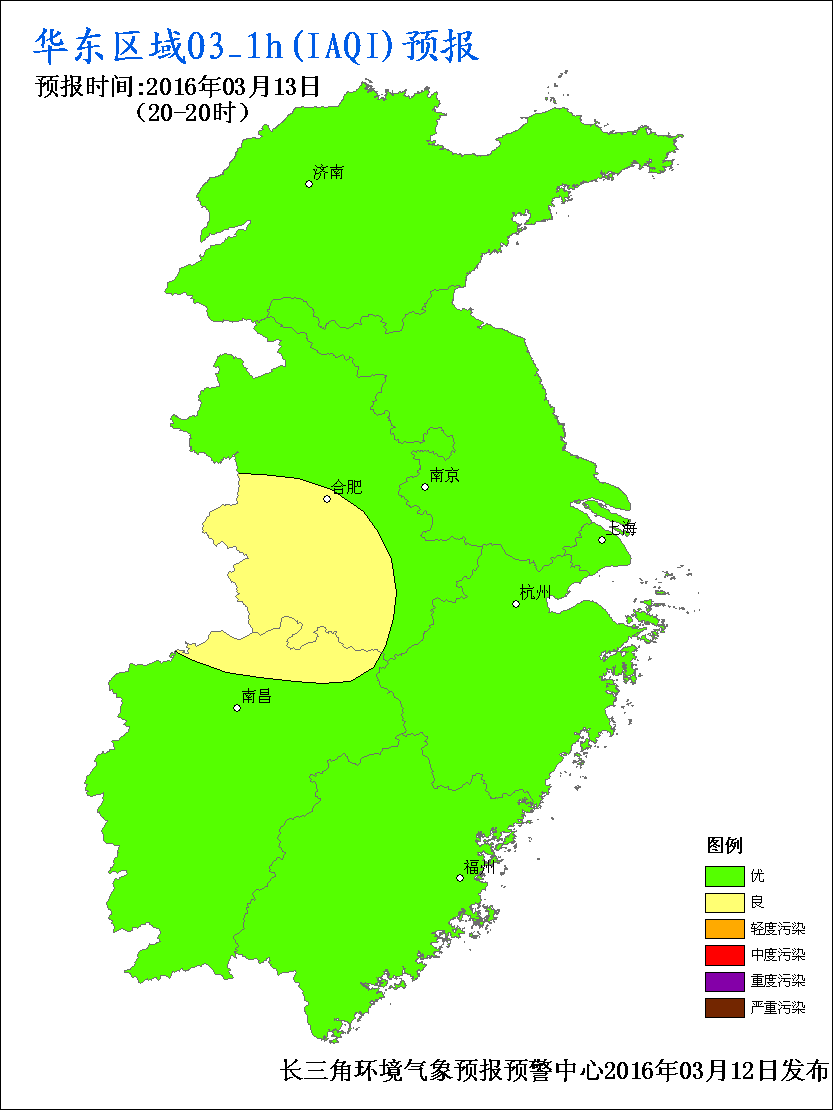 华东区域O3_1h(IAQI)预报
预报时间:2016年03月13日
(20-20时)
济南
合肥
南京
上海
杭州
南昌
福州
图例
优
良
轻度污染
中度污染
重度污染
严重污染
长三角环境气象预报预警中心2016年03月12日发布